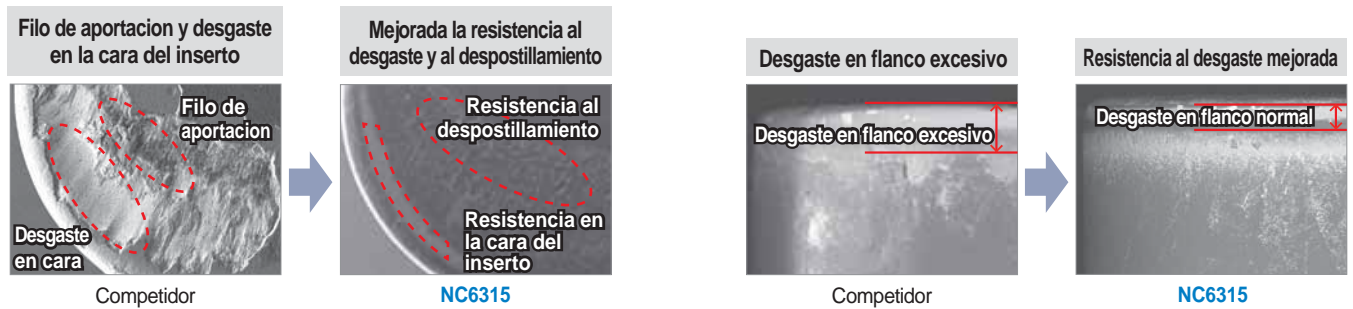 Filo de aportacion y desgaste
en la cara del inserto
Filo de
aportacion
Desgaste
en cara
Competidor
Mejorada la resistencia al
desgaste y al despostillamiento
Resistencia al
despostillamiento
Resistencia en
la cara del
inserto
NC6315
Desgaste en flanco excesivo
Desgaste en flanco excesivo
Competidor
Resistencia al desgaste mejorada
Desgaste en flanco normal
NC6315